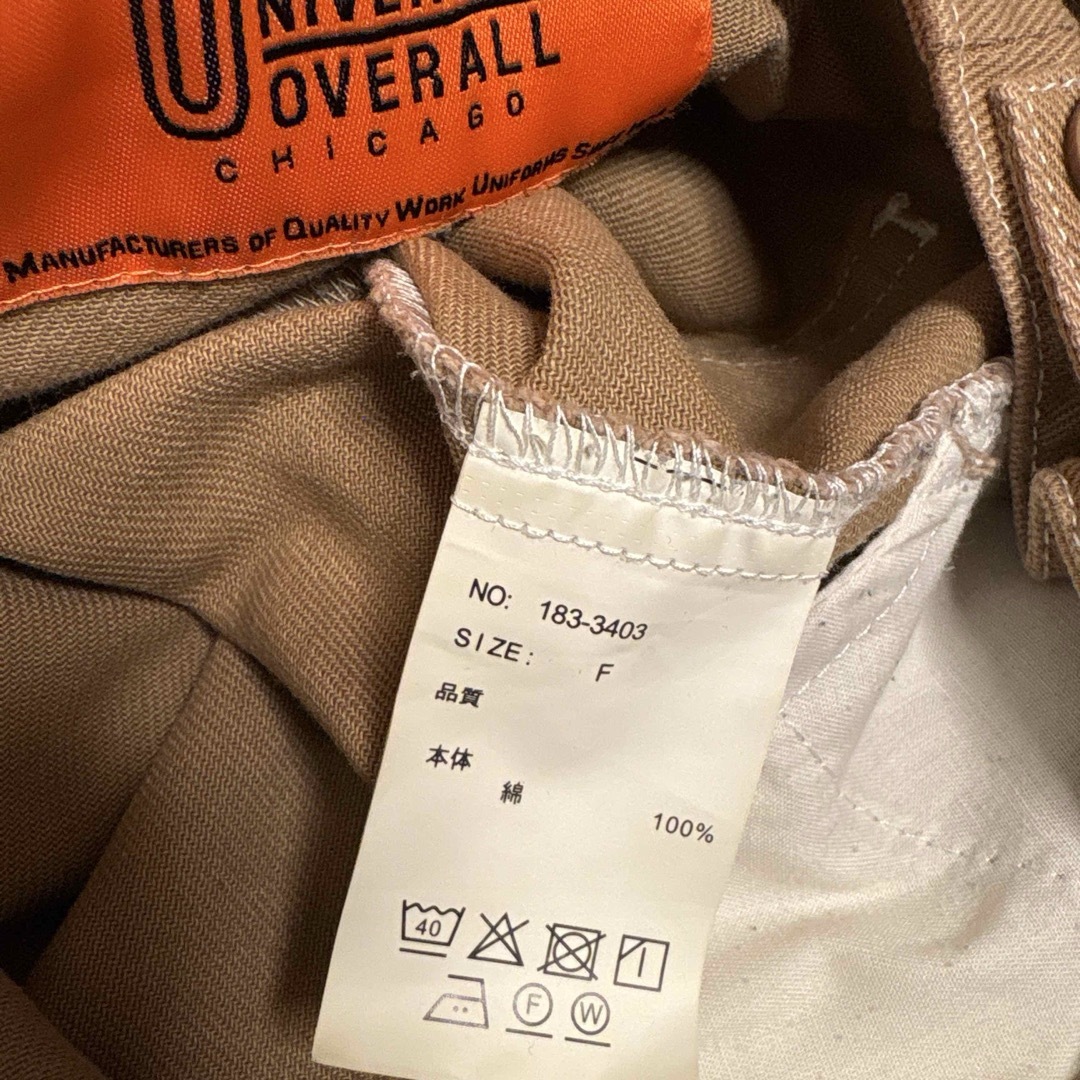 OVERALL
CHICAGO
MANUFACTURERS OF QUALITY WORK UNIFORMS
NO: 183-3403
SIZE: F
品質
本体
綿
100%
40
F
W